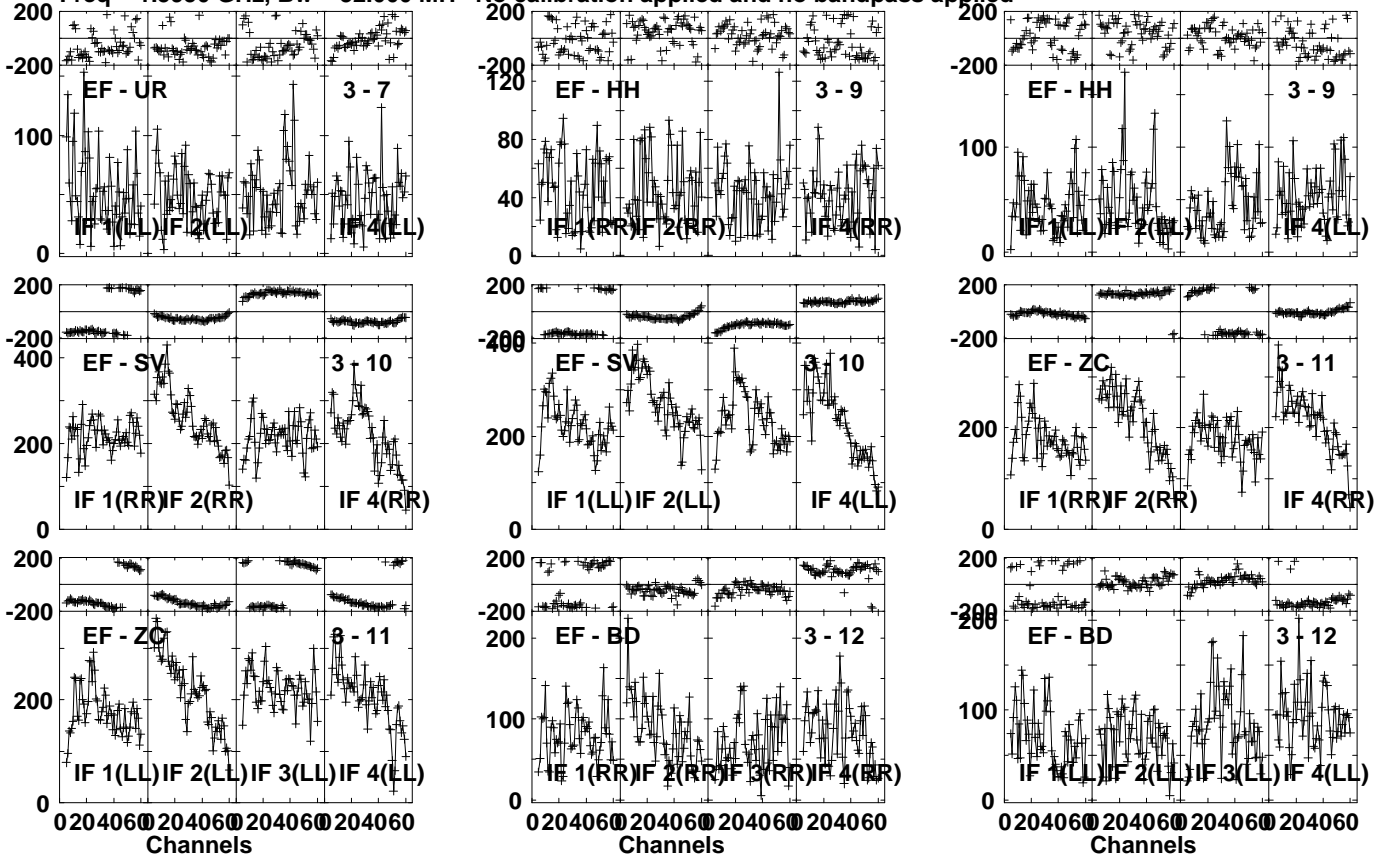 calibration applied and no bandpass applied
200
-200
EF - UR 3 - 7
100
0
IF 1(LL) IF 2(LL) IF 4(LL)
200
-200
120
EF - HH 3 - 9
80
40
0
IF 1(RR) IF 2(RR) IF 4(RR)
200
-200
EF - HH 3 - 9
100
0
IF 1(LL) IF 2(LL) IF 4(LL)
200
-200
400
EF - SV 3 - 10
200
0
IF 1(RR) IF 2(RR) IF 4(RR)
200
-200
400
EF - SV 3 - 10
200
0
IF 1(LL) IF 2(LL) IF 4(LL)
200
-200
EF - ZC 3 - 11
200
0
IF 1(RR) IF 2(RR) IF 4(RR)
200
-200
EF - ZC 3 - 11
200
0
IF 1(LL) IF 2(LL) IF 3(LL) IF 4(LL)
0 20 40 60 0 20 40 60 0 20 40 60 0 20 40 60
Channels
200
-200
200
EF - BD 3 - 12
100
0
IF 1(RR) IF 2(RR) IF 3(RR) IF 4(RR)
0 20 40 60 0 20 40 60 0 20 40 60 0 20 40 60
Channels
200
-200
200
EF - BD 3 - 12
100
0
IF 1(LL) IF 2(LL) IF 3(LL) IF 4(LL)
0 20 40 60 0 20 40 60 0 20 40 60 0 20 40 60
Channels